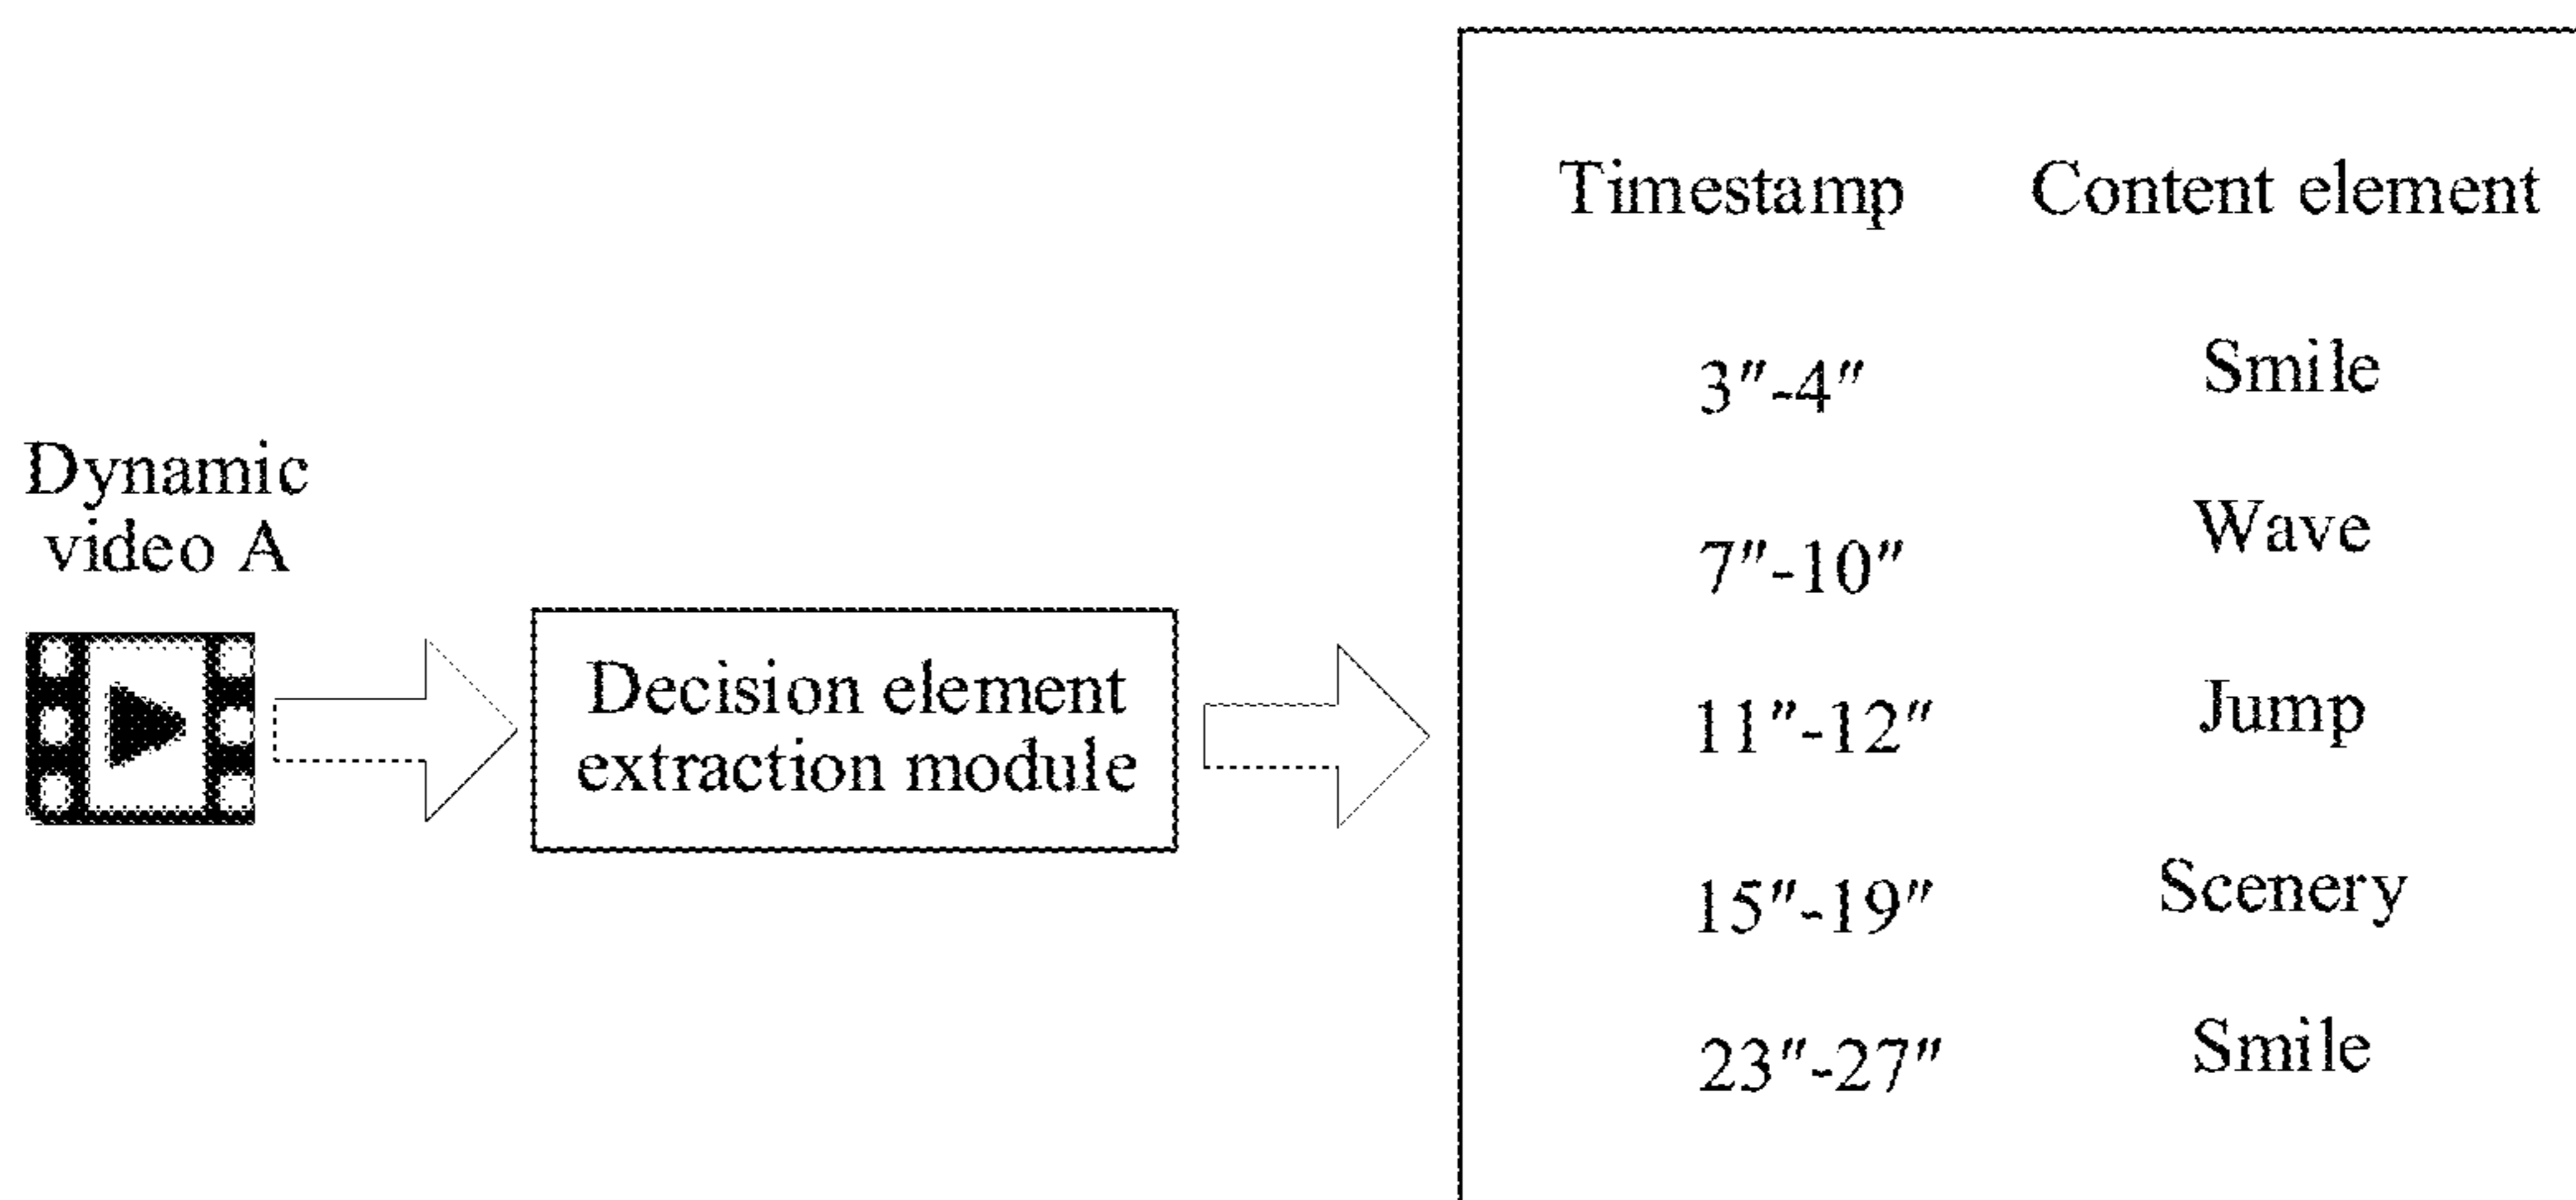 Dynamic
video A
Decision element
extraction module
Timestamp Content element
3″-4″ Smile
7″-10″ Wave
11″-12″ Jump
15″-19″ Scenery
23″-27″ Smile